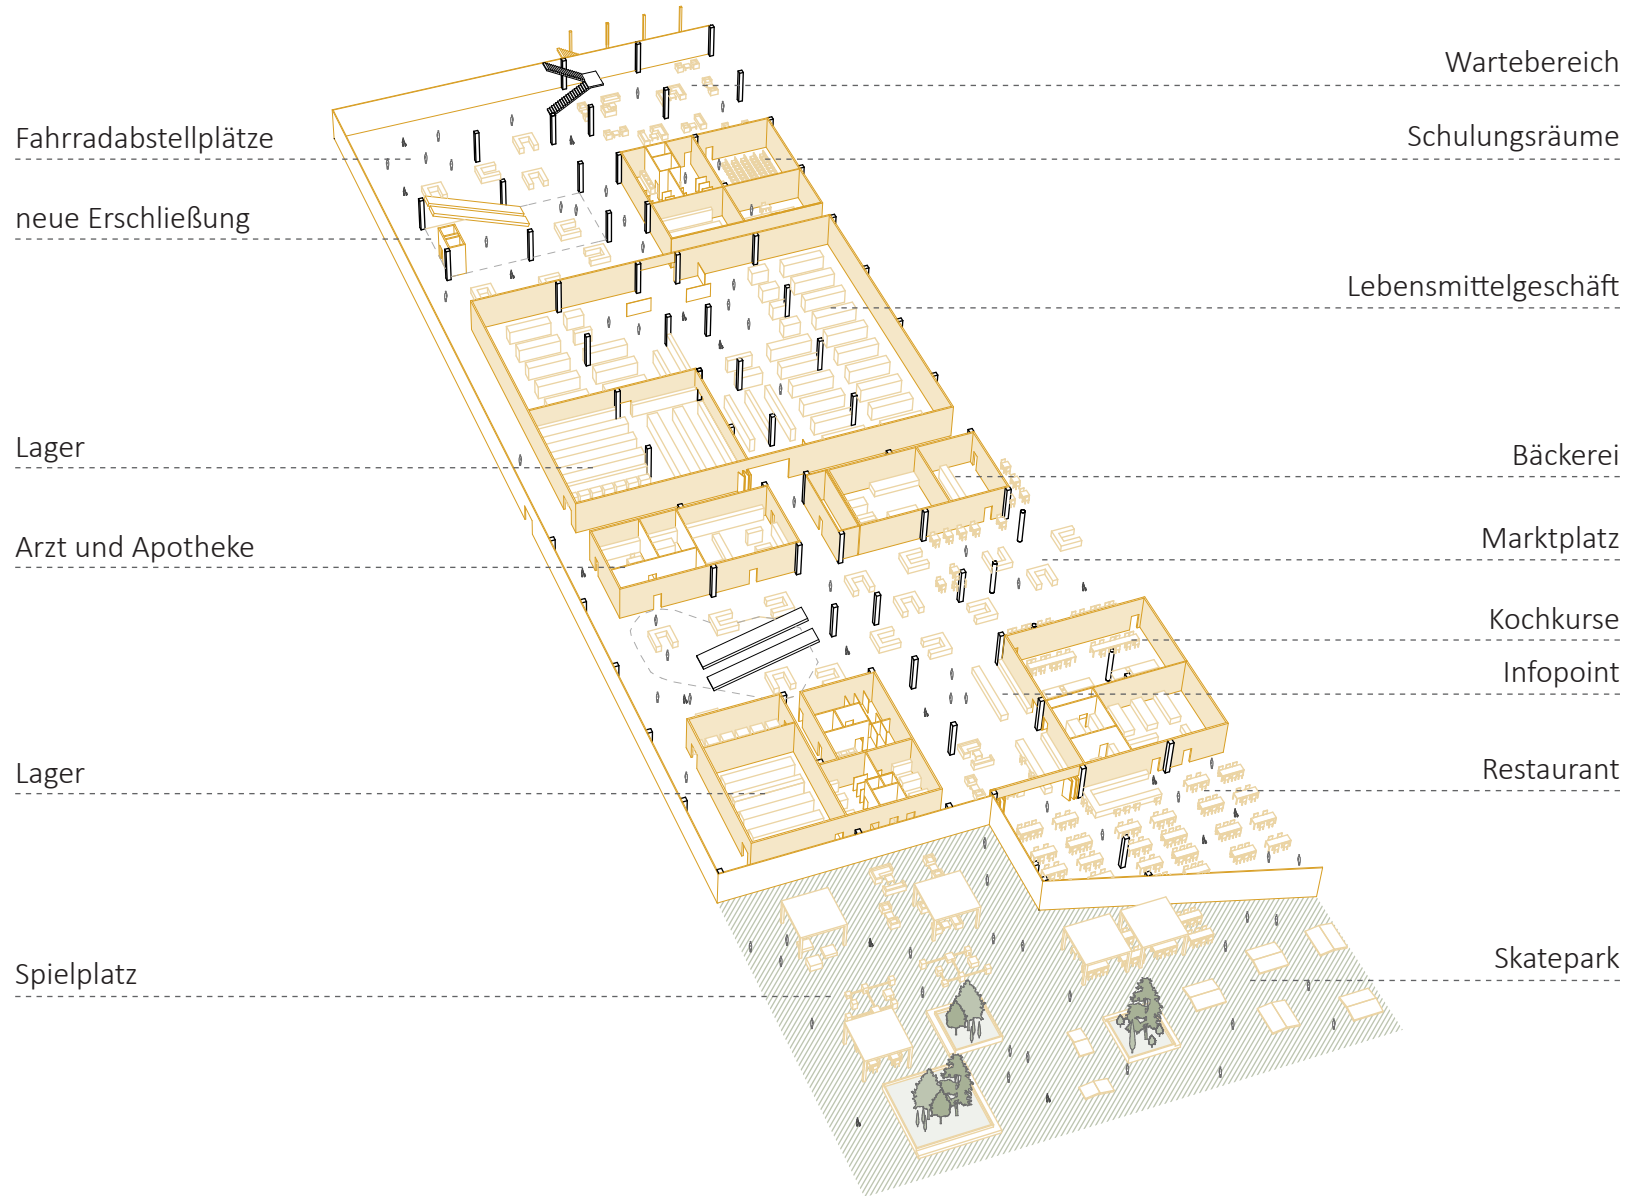 Wartebereich
Fahrradabstellplätze
Schulungsräume
neue Erschließung
Lebensmittelgeschäft
Lager
Bäckerei
Arzt und Apotheke
Marktplatz
Kochkurse
Infopoint
Lager
Restaurant
Spielplatz
Skatepark